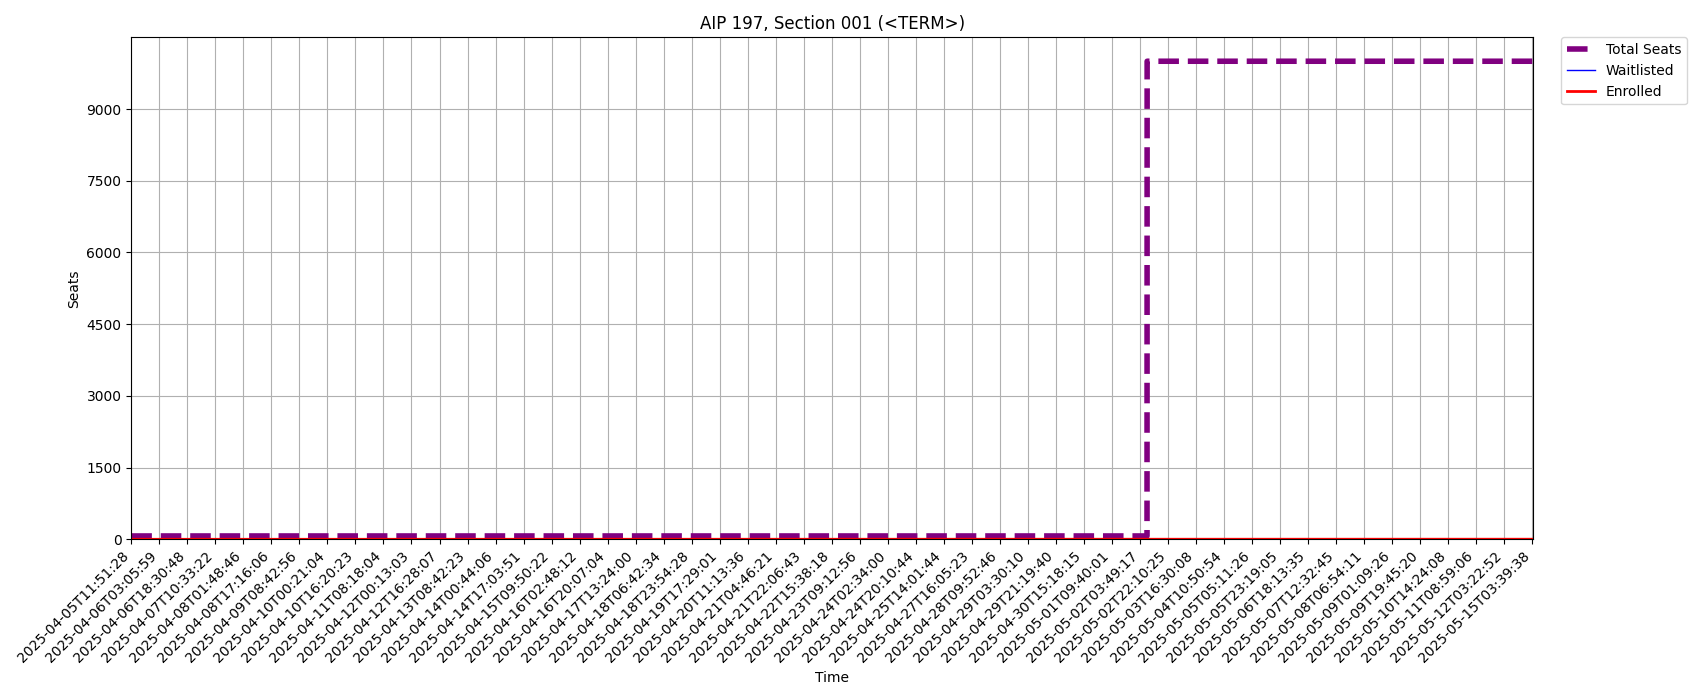 AIP 197, Section 001 (<TERM>)
Total Seats
Waitlisted
Enrolled
Seats
9000
7500
6000
4500
3000
1500
0
2025-04-05T11:51:28
2025-04-06T03:05:59
2025-04-06T18:30:48
2025-04-07T10:33:22
2025-04-08T01:48:46
2025-04-08T17:16:06
2025-04-09T08:42:56
2025-04-10T00:21:04
2025-04-10T16:20:23
2025-04-11T08:18:04
2025-04-12T00:13:03
2025-04-12T16:28:07
2025-04-13T08:42:23
2025-04-14T00:44:06
2025-04-14T17:03:51
2025-04-15T09:50:22
2025-04-16T02:48:12
2025-04-16T20:07:04
2025-04-17T13:24:00
2025-04-18T06:42:34
2025-04-18T23:54:28
2025-04-19T17:29:01
2025-04-20T11:13:36
2025-04-21T04:46:21
2025-04-21T22:06:43
2025-04-22T15:38:18
2025-04-23T09:12:56
2025-04-24T02:34:00
2025-04-24T20:10:44
2025-04-25T14:01:44
2025-04-27T16:05:23
2025-04-28T09:52:46
2025-04-29T03:30:10
2025-04-29T21:19:40
2025-04-30T15:18:15
2025-05-01T09:40:01
2025-05-02T03:49:17
2025-05-02T22:10:25
2025-05-03T16:30:08
2025-05-04T10:50:54
2025-05-05T05:11:26
2025-05-05T23:19:05
2025-05-06T18:13:35
2025-05-07T12:32:45
2025-05-08T06:54:11
2025-05-09T01:09:26
2025-05-09T19:45:20
2025-05-10T14:24:08
2025-05-11T08:59:06
2025-05-12T03:22:52
2025-05-15T03:39:38
Time